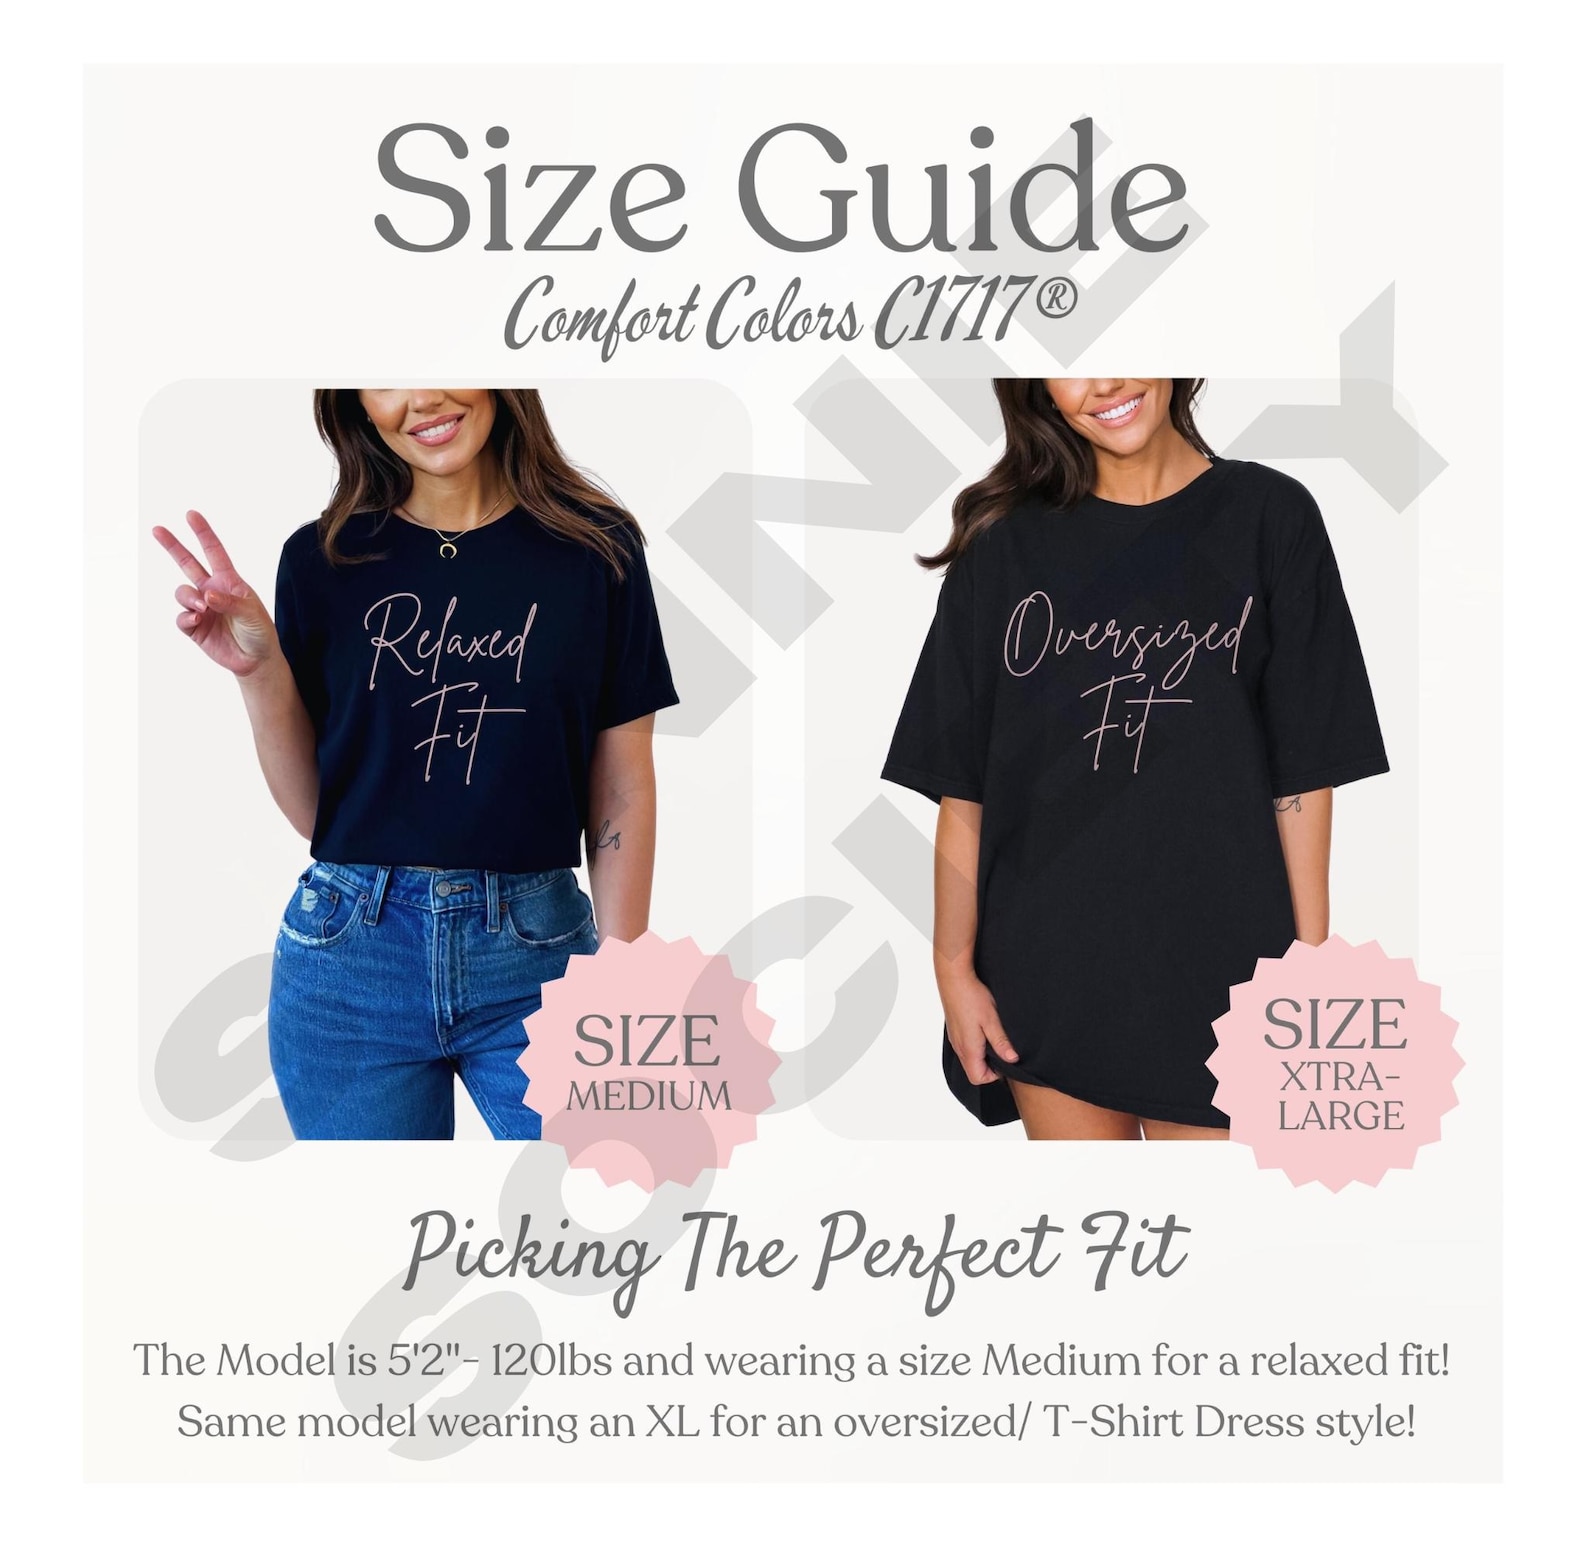 Size Guide
Comfort Colors C1717®
Relaxed
Fit
Oversized
Fit
SIZE
MEDIUM
SIZE
XTRA-
LARGE
Picking The Perfect Fit
The Model is 5'2"- 120lbs and wearing a size Medium for a relaxed fit!
Same model wearing an XL for an oversized/ T-Shirt Dress style!